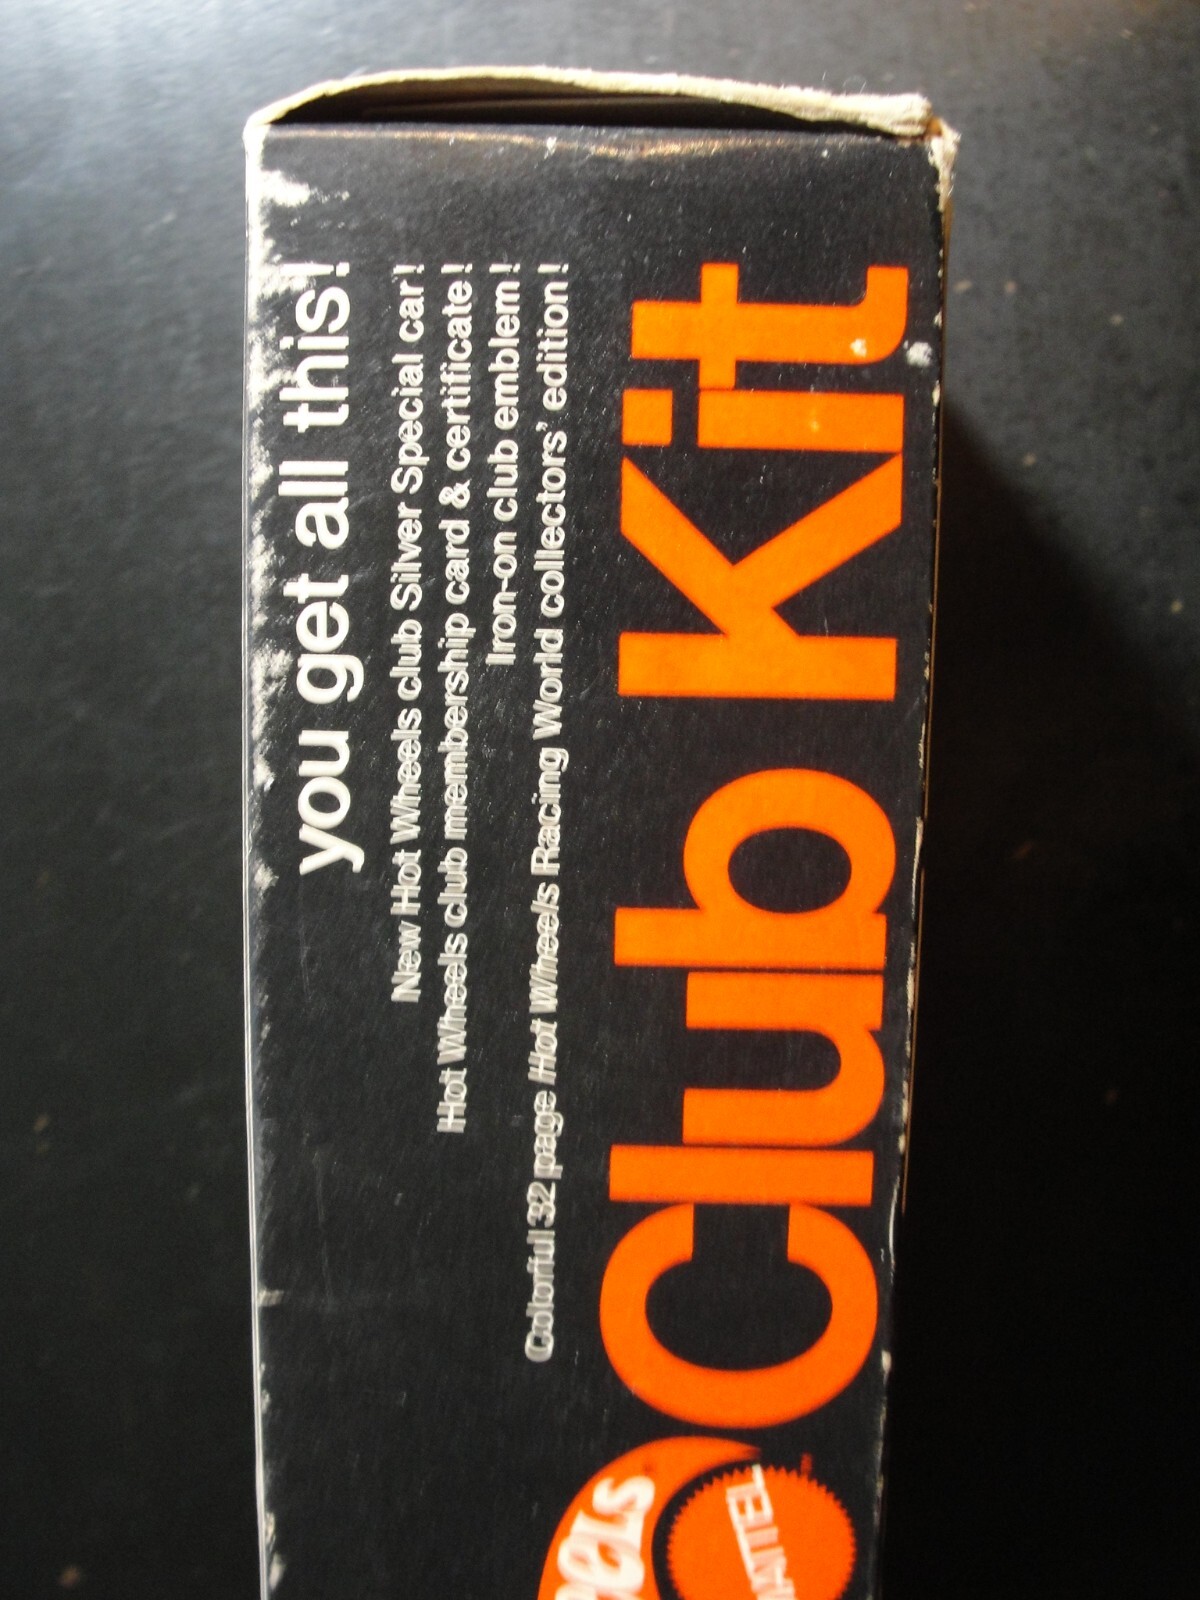 you get all this!
New Hot Wheels club Silver Special car!
Hot Wheels club membership card & certificate!
Iron-on club emblem!
Colorful 32 page Hot Wheels Racing World collectors’ edition!
Club Kit